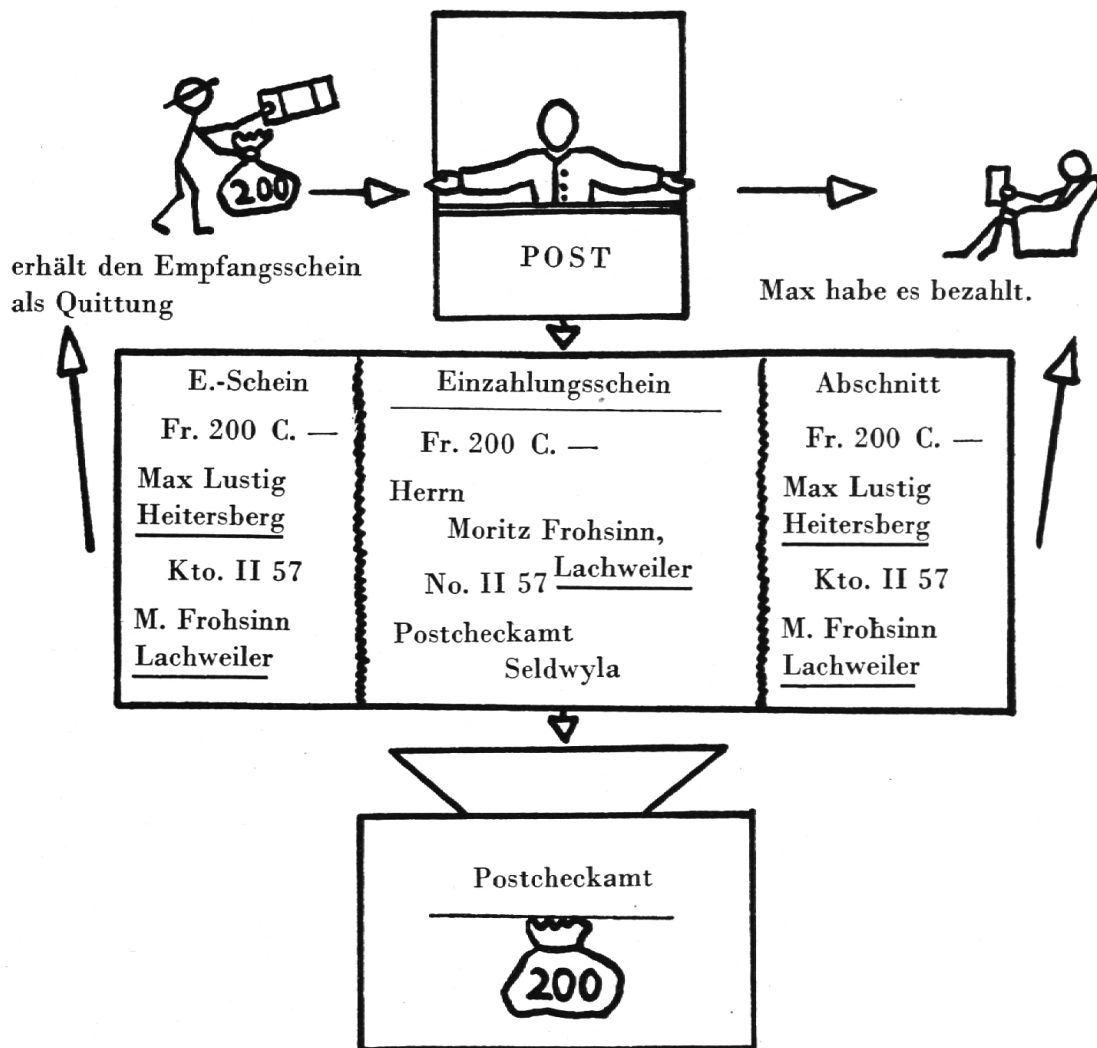 200
POST
erhält den Empfangsschein
als Quittung
Max habe es bezahlt.
E.-Schein
Fr. 200 C. —
Max Lustig
Heitersberg
Kto. II 57
M. Frohsinn
Lachweiler
Einzahlungsschein
Fr. 200 C. —
Herrn
Moritz Frohsinn,
Lachweiler
No. II 57
Postcheckamt
Seldwyla
Abschnitt
Fr. 200 C. —
Max Lustig
Heitersberg
Kto. II 57
M. Frohsinn
Lachweiler
Postcheckamt
200